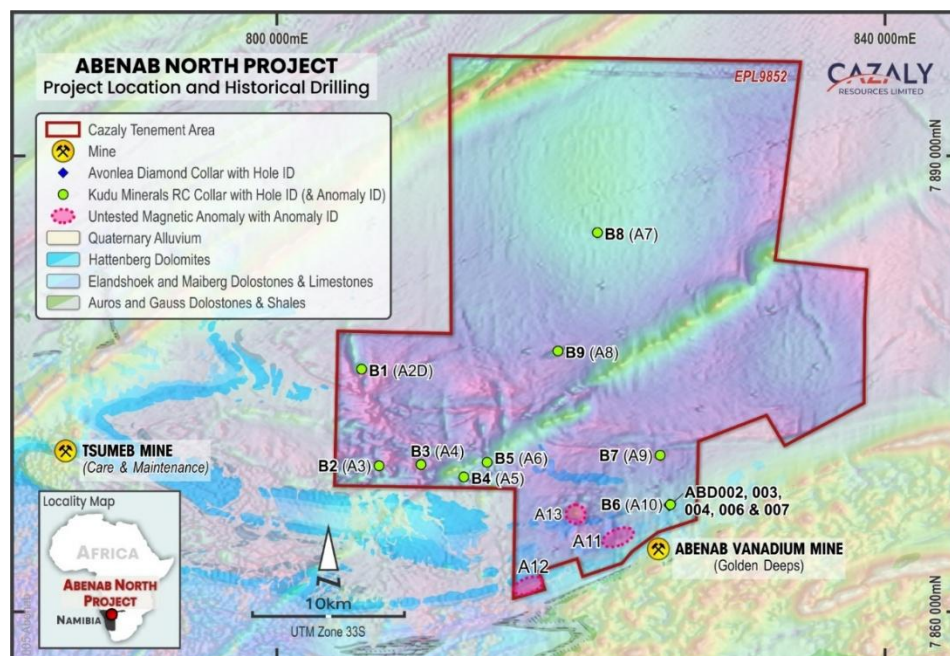 800 000mE
840 000mE
ABENAB NORTH PROJECT
Project Location and Historical Drilling
EPL9852
CAZALY
RESOURCES LIMITED
Cazaly Tenement Area
Mine
Avonlea Diamond Collar with Hole ID
Kudu Minerals RC Collar with Hole ID (& Anomaly ID)
Untested Magnetic Anomaly with Anomaly ID
Quaternary Alluvium
Hattenberg Dolomites
Elandshoek and Maiberg Dolostones & Limestones
Auros and Gauss Dolostones & Shales
7 890 000mN
B8 (A7)
B9 (A8)
B1 (A2D)
TSUMEB MINE
(Care & Maintenance)
B2 (A3)
B3 (A4)
B4 (A5)
B5 (A6)
B7 (A9)
B6 (A10)
ABD002, 003,
004, 006 & 007
A13
A11
A12
ABENAB VANADIUM MINE
(Golden Deeps)
Locality Map
AFRICA
ABENAB NORTH
PROJECT
NAMIBIA
N
10km
UTM Zone 33S
7 860 000mN